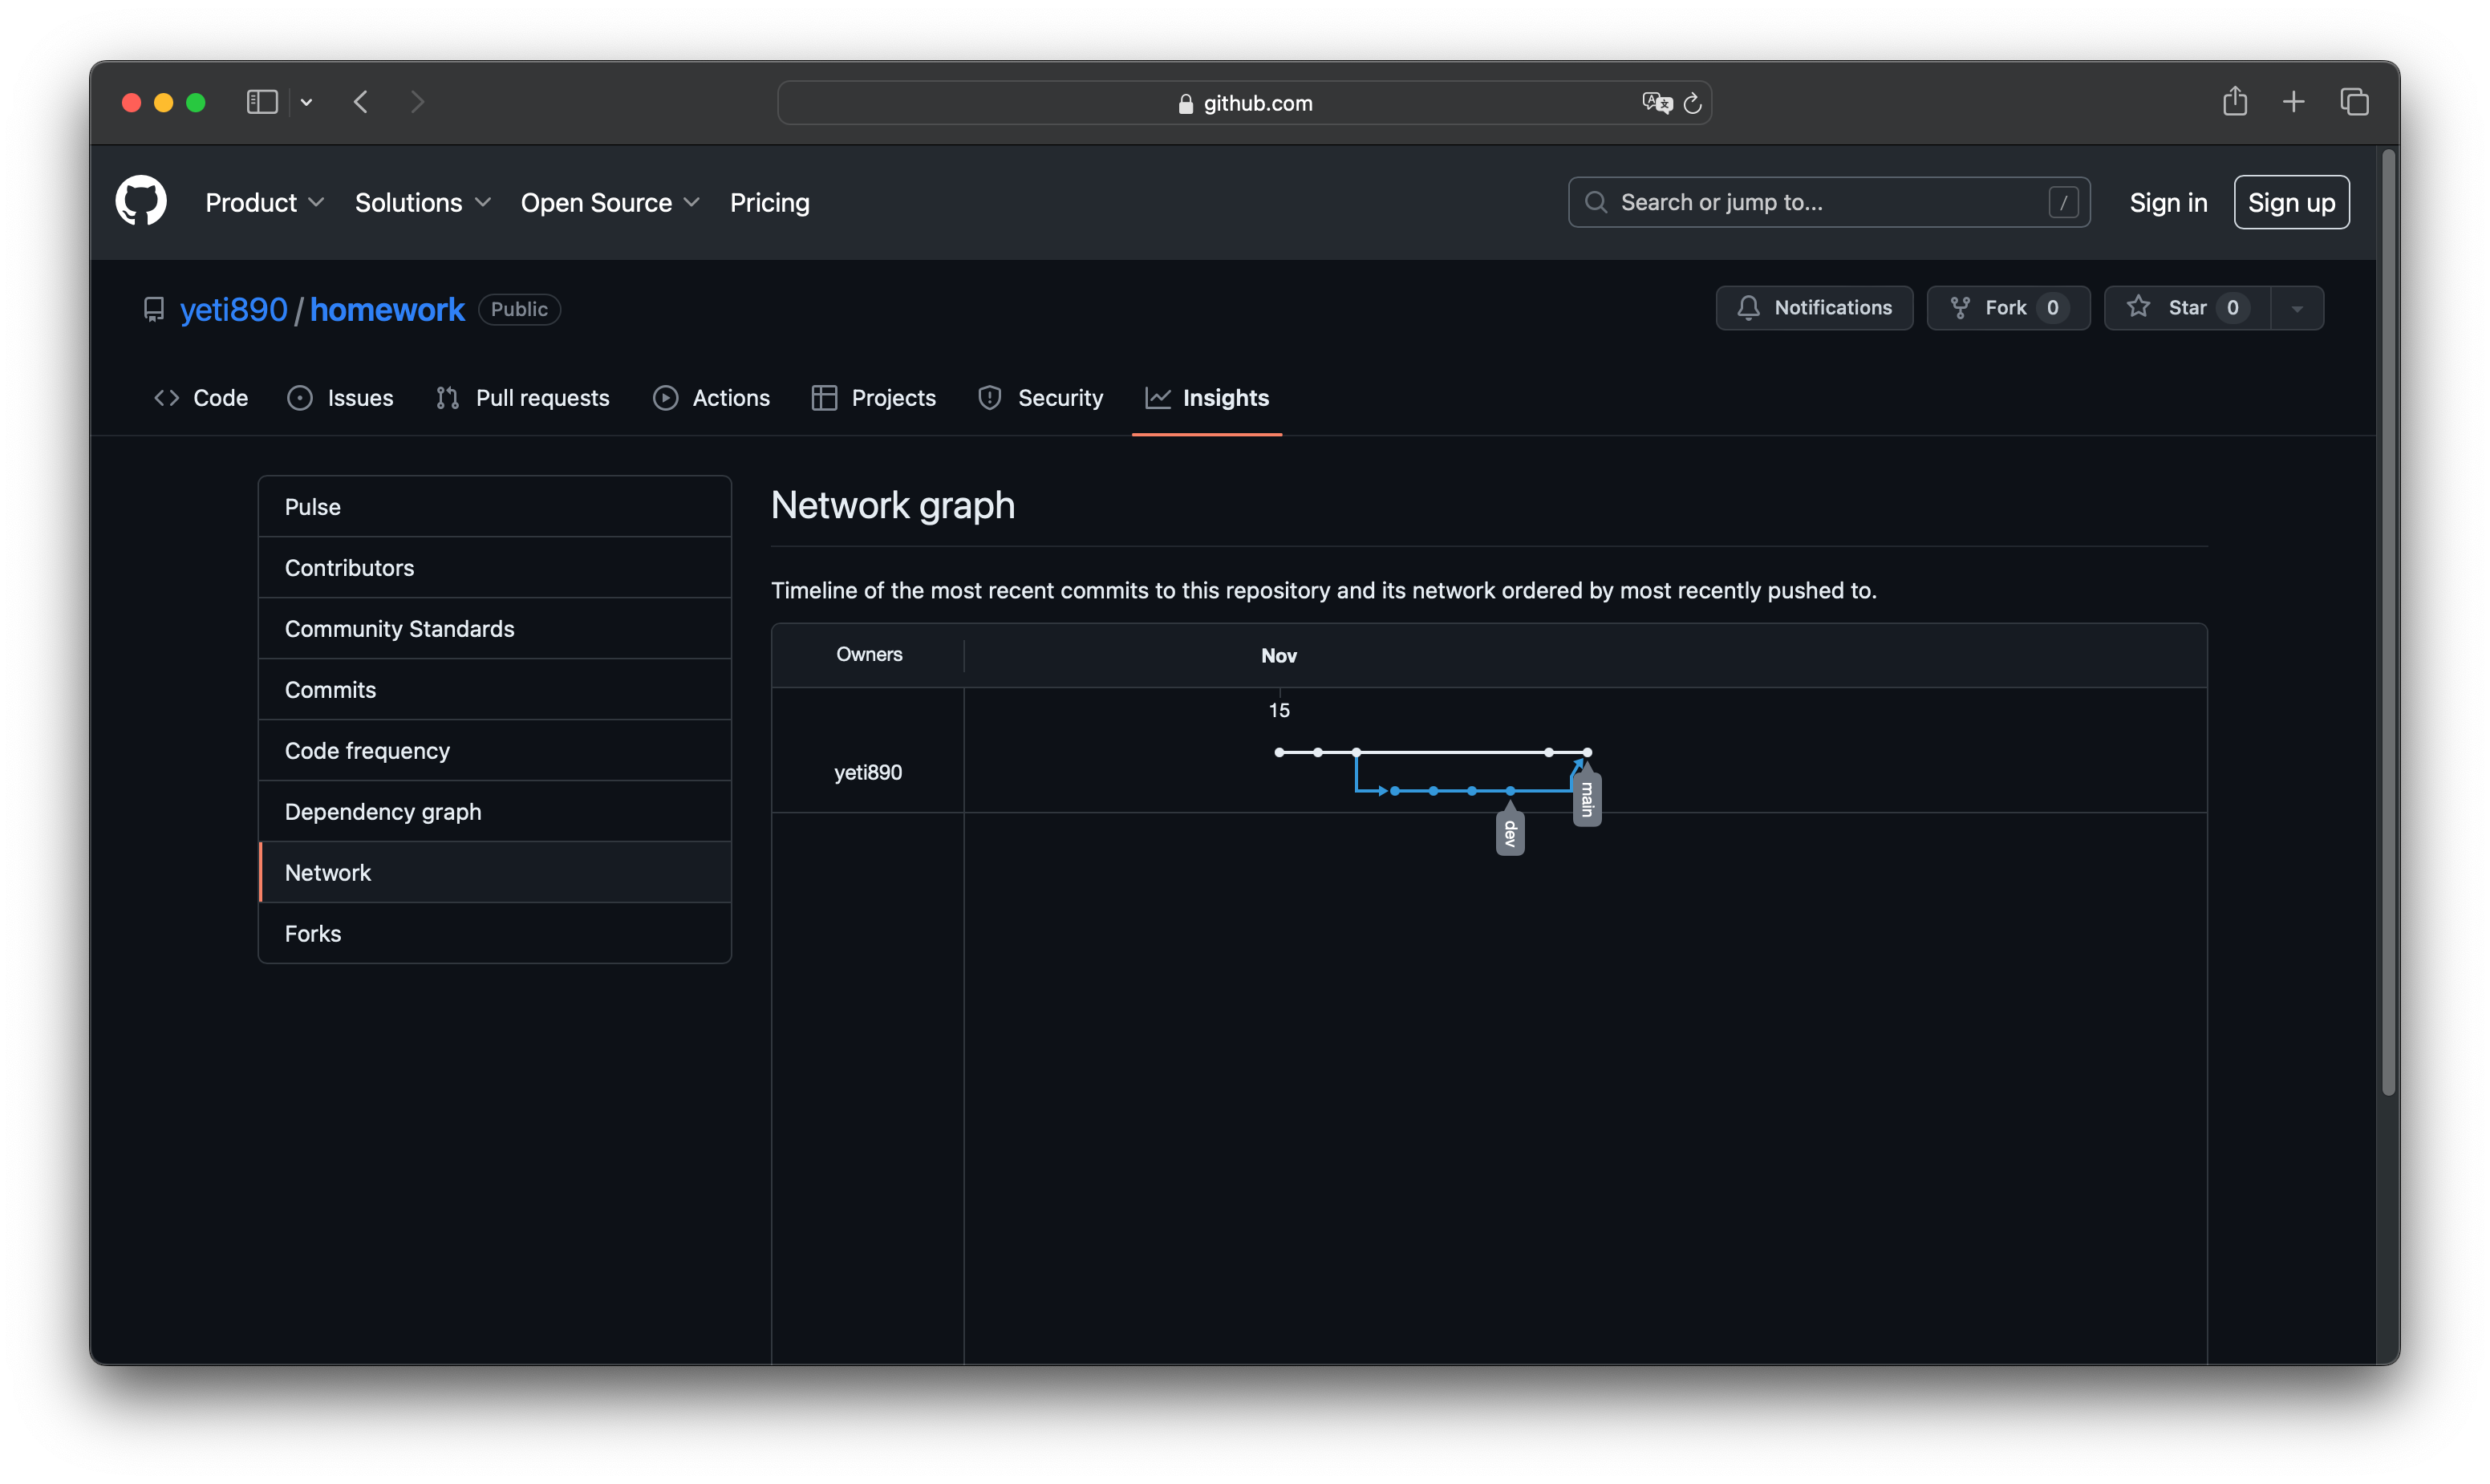 github.com
Product Solutions Open Source Pricing Search or jump to... / Sign in Sign up
yeti890 / homework Public Notifications Fork 0 Star 0
Code Issues Pull requests Actions Projects Security Insights
Pulse
Contributors
Community Standards
Commits
Code frequency
Dependency graph
Network
Forks
Network graph
Timeline of the most recent commits to this repository and its network ordered by most recently pushed to.
Owners Nov
15
yeti890
main
dev